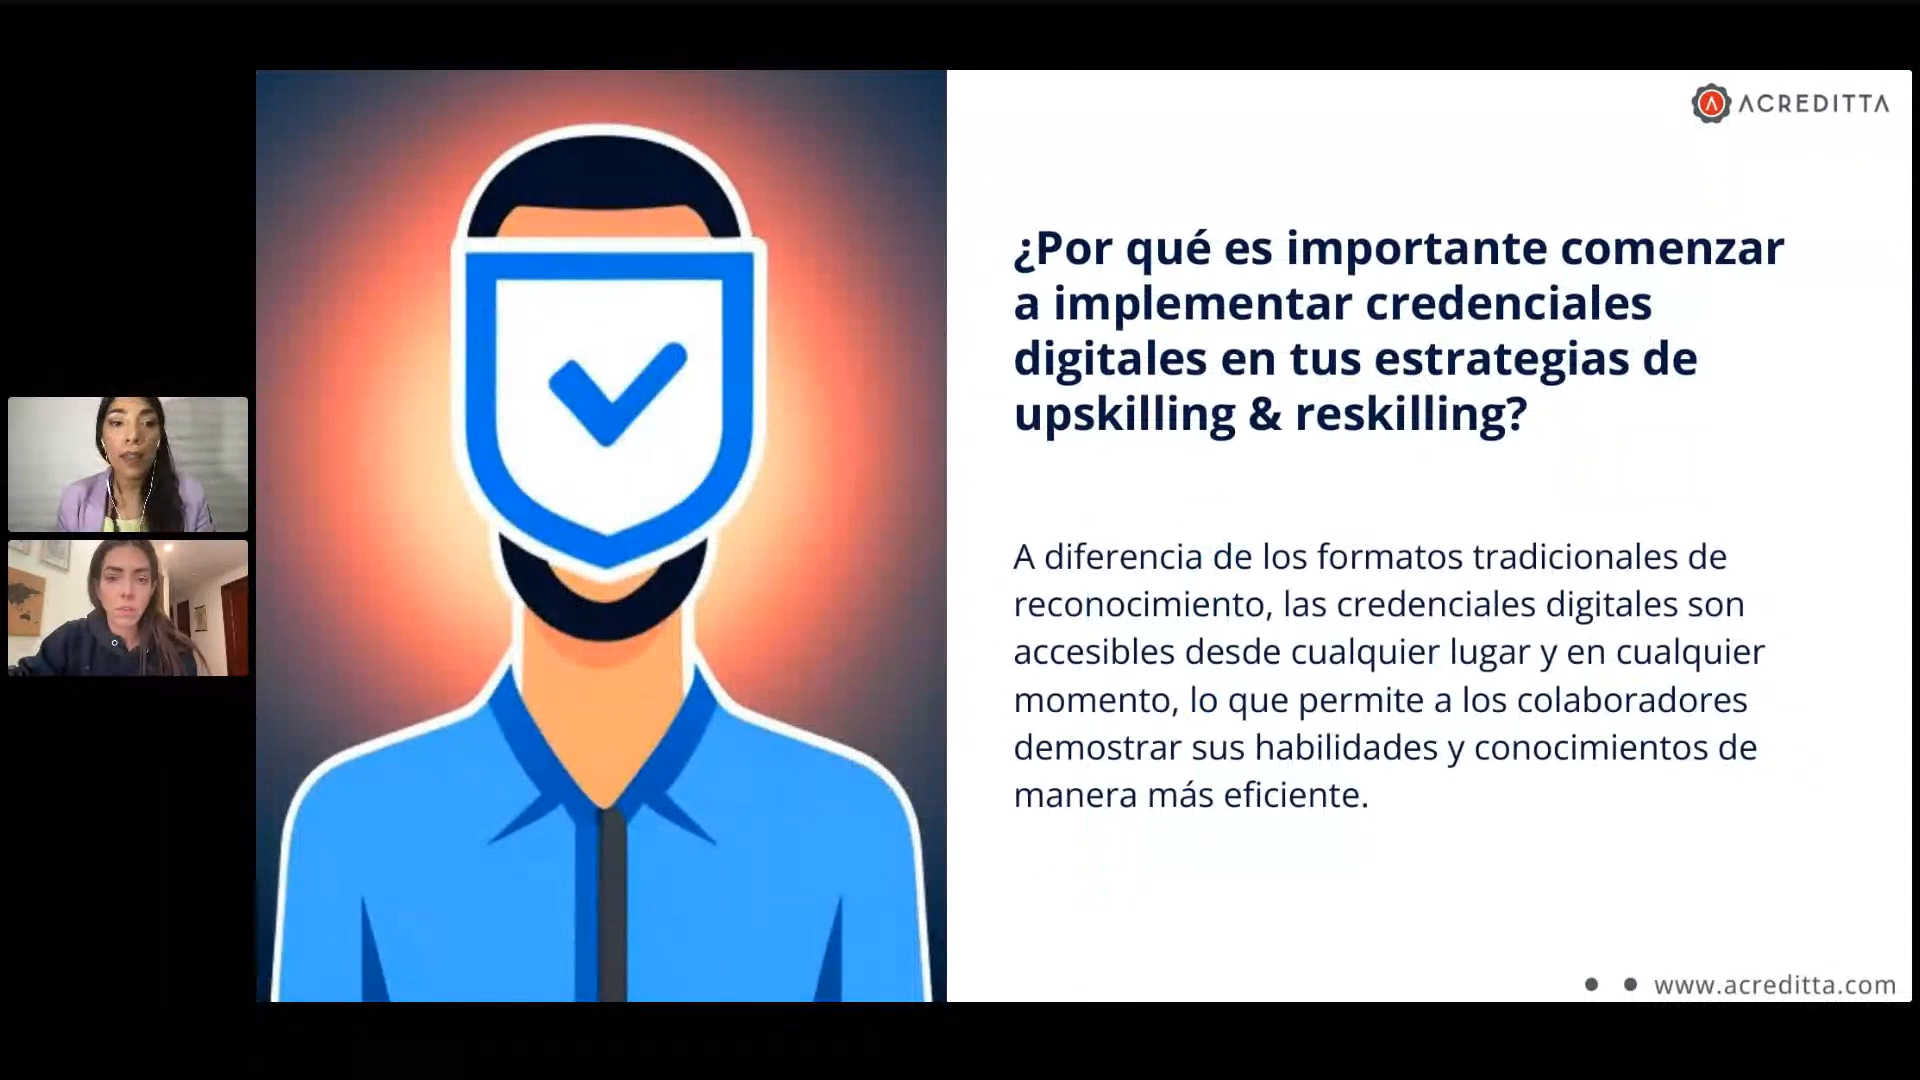 ACREDITTA
¿Por qué es importante comenzar
a implementar credenciales
digitales en tus estrategias de
upskilling & reskilling?
A diferencia de los formatos tradicionales de
reconocimiento, las credenciales digitales son
accesibles desde cualquier lugar y en cualquier
momento, lo que permite a los colaboradores
demostrar sus habilidades y conocimientos de
manera más eficiente.
www.acreditta.com